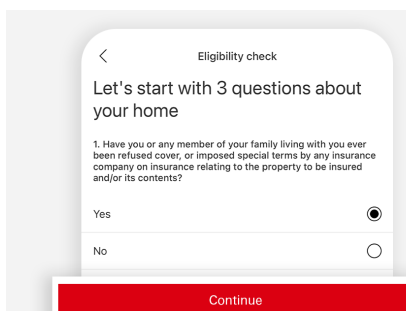 Eligibility check
Let's start with 3 questions about
your home
1. Have you or any member of your family living with you ever
been refused cover, or imposed special terms by any insurance
company on insurance relating to the property to be insured
and/or its contents?
Yes
No
Continue